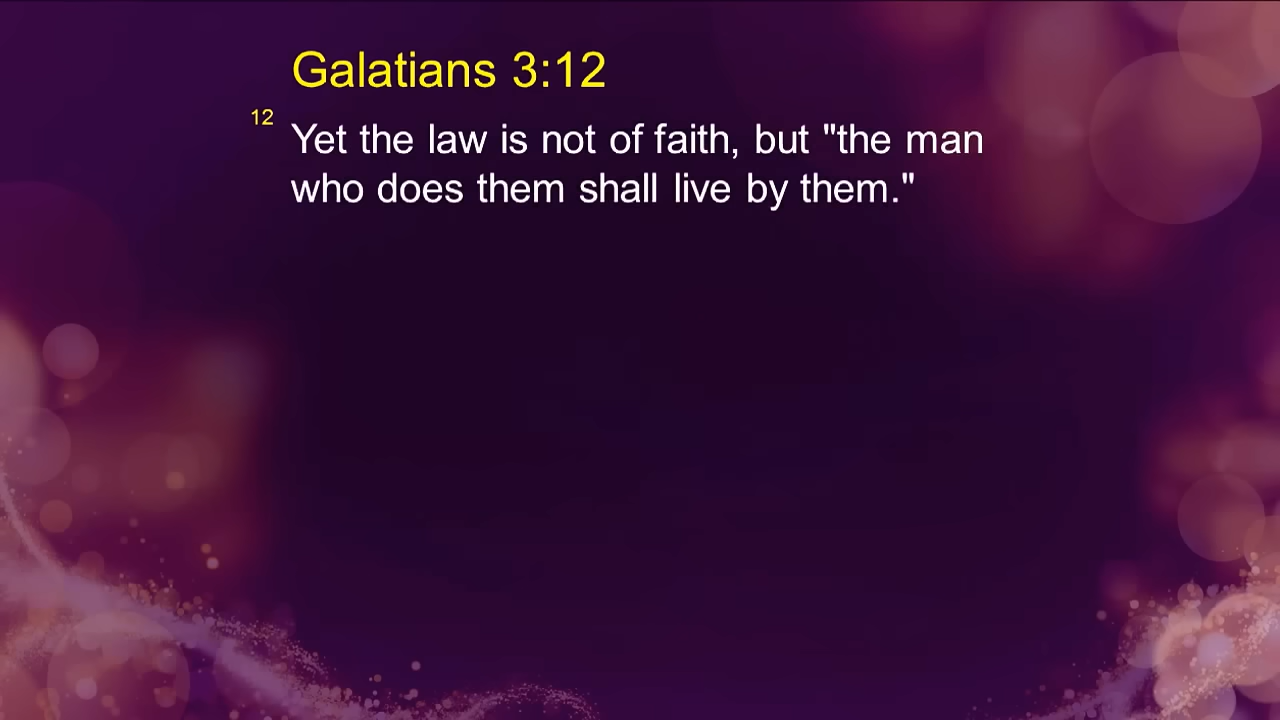 Galatians 3:12
12 Yet the law is not of faith, but "the man
who does them shall live by them."